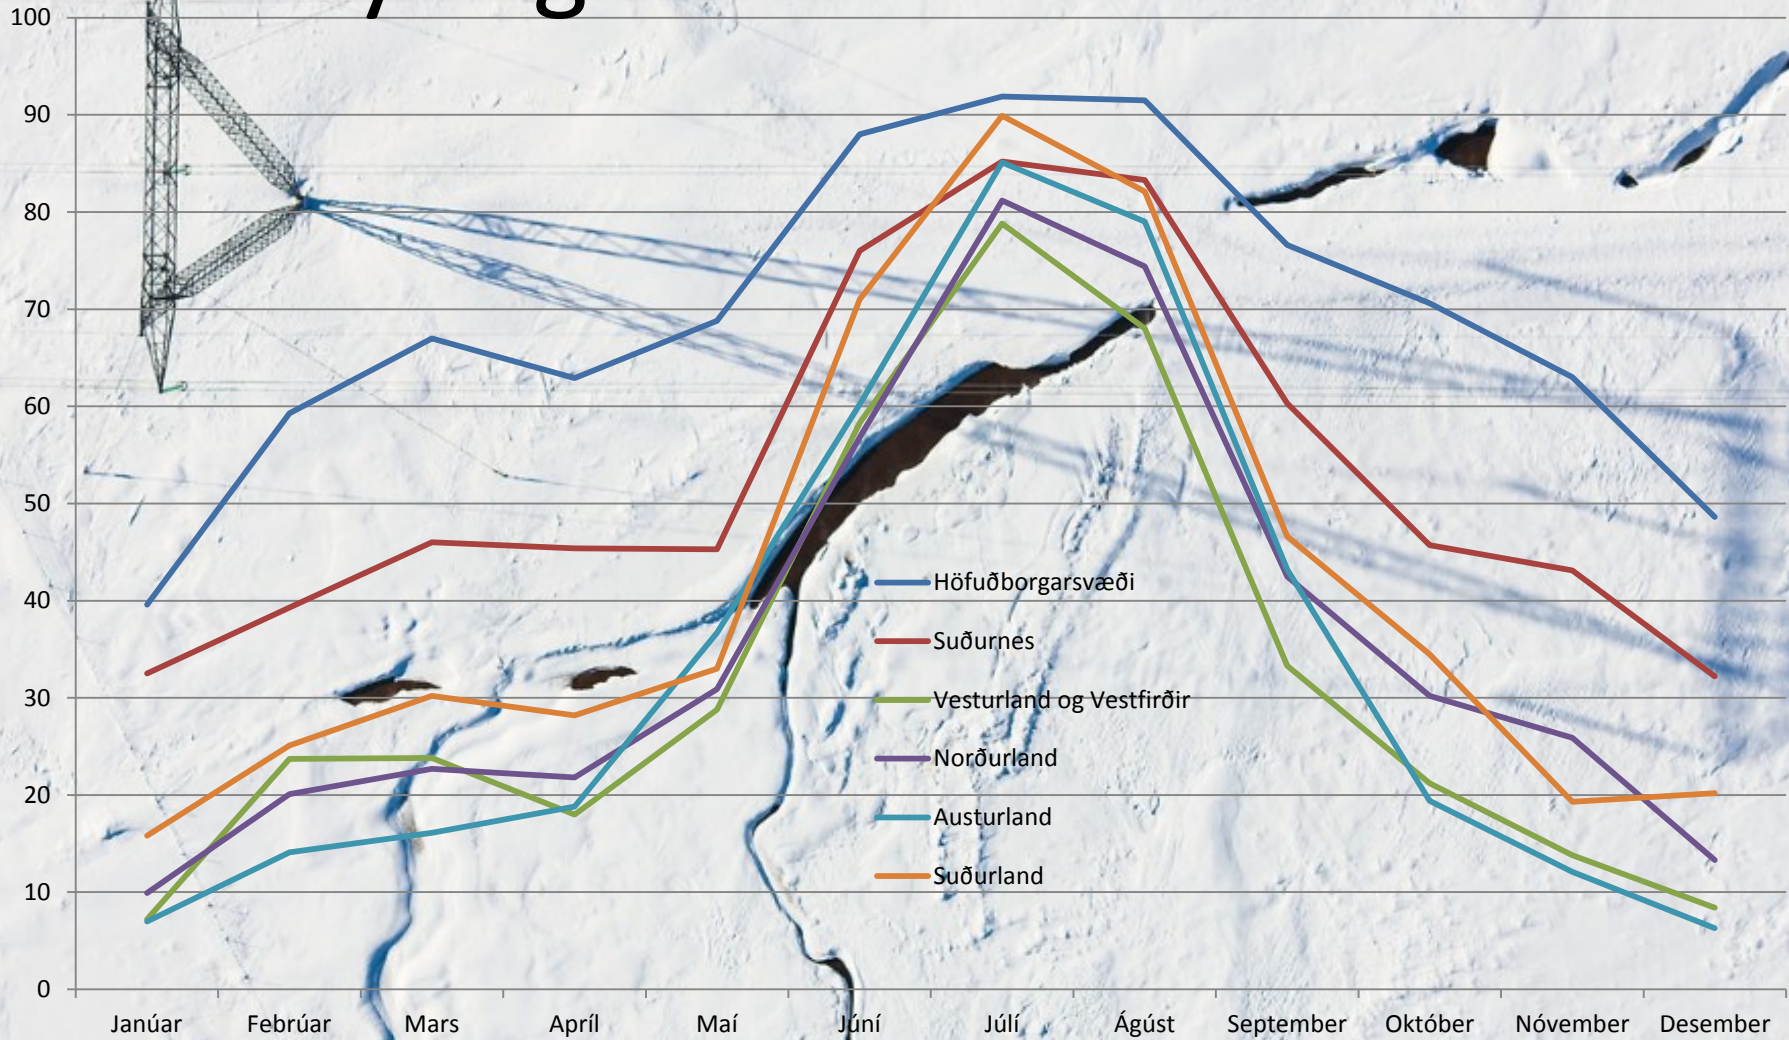 100
90
80
70
60
50
40
30
20
10
0
Höfuðborgarsvæði
Suðurnes
Vesturland og Vestfirðir
Norðurland
Austurland
Suðurland
Janúar Febrúar Mars Apríl Maí Júní Júlí Ágúst September Október Nóvember Desember